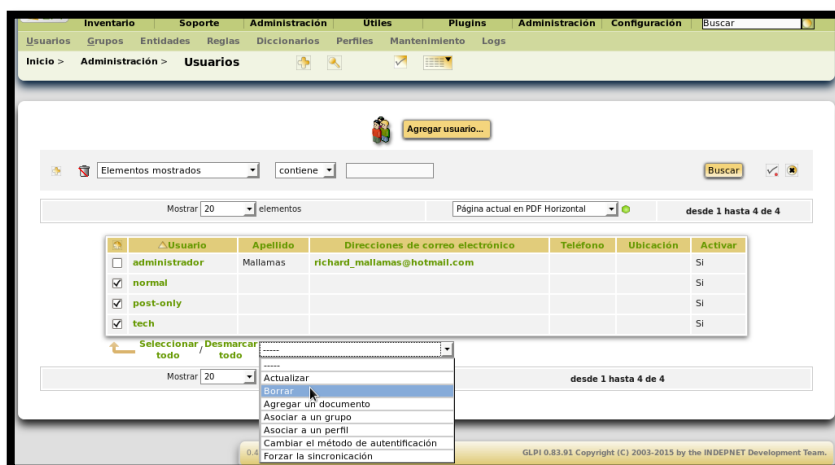 Inventario Soporte Administración Útiles Plugins Administración Configuración Buscar
Usuarios Grupos Entidades Reglas Diccionarios Perfiles Mantenimiento Logs
Inicio > Administración > Usuarios
Agregar usuario...
Elementos mostrados contiene Buscar
Mostrar 20 elementos Página actual en PDF Horizontal desde 1 hasta 4 de 4
Usuario Apellido Direcciones de correo electrónico Teléfono Ubicación Activar
administrador Mallamas richard_mallamas@hotmail.com Si
normal Si
post-only Si
tech Si
Seleccionar todo / Desmarcar todo -----
-----
Mostrar 20 desde 1 hasta 4 de 4
Actualizar
Borrar
Agregar un documento
Asociar a un grupo
Asociar a un perfil
Cambiar el método de autentificación
Forzar la sincronización
GLPI 0.83.91 Copyright (C) 2003-2015 by the INDEPNET Development Team.